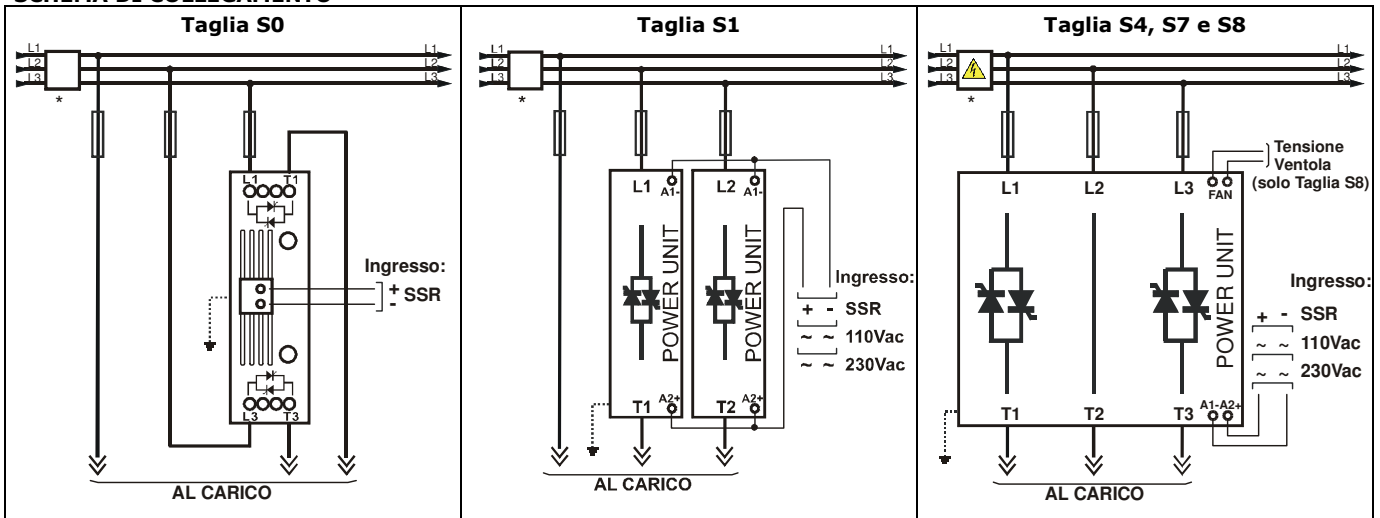 SCHEMA DI COLLEGAMENTO
Taglia S0
L1
L2
L3
*
L1
L2
L3
L1 T1
Ingresso:
+
-
SSR
L3 T3
AL CARICO
Taglia S1
L1
L2
L3
*
L1
L2
L3
L1 A1-
L2 A1-
POWER UNIT
POWER UNIT
Ingresso:
+ - SSR
~ ~ 110Vac
~ ~ 230Vac
T1 A2+
T2 A2+
AL CARICO
Taglia S4, S7 e S8
L1
L2
L3
*
L1
L2
L3
Tensione
Ventola
(solo Taglia S8)
L1 L2 L3 FAN
POWER UNIT
Ingresso:
+ - SSR
~ ~ 110Vac
~ ~ 230Vac
T1 T2 T3 A1- A2+
AL CARICO